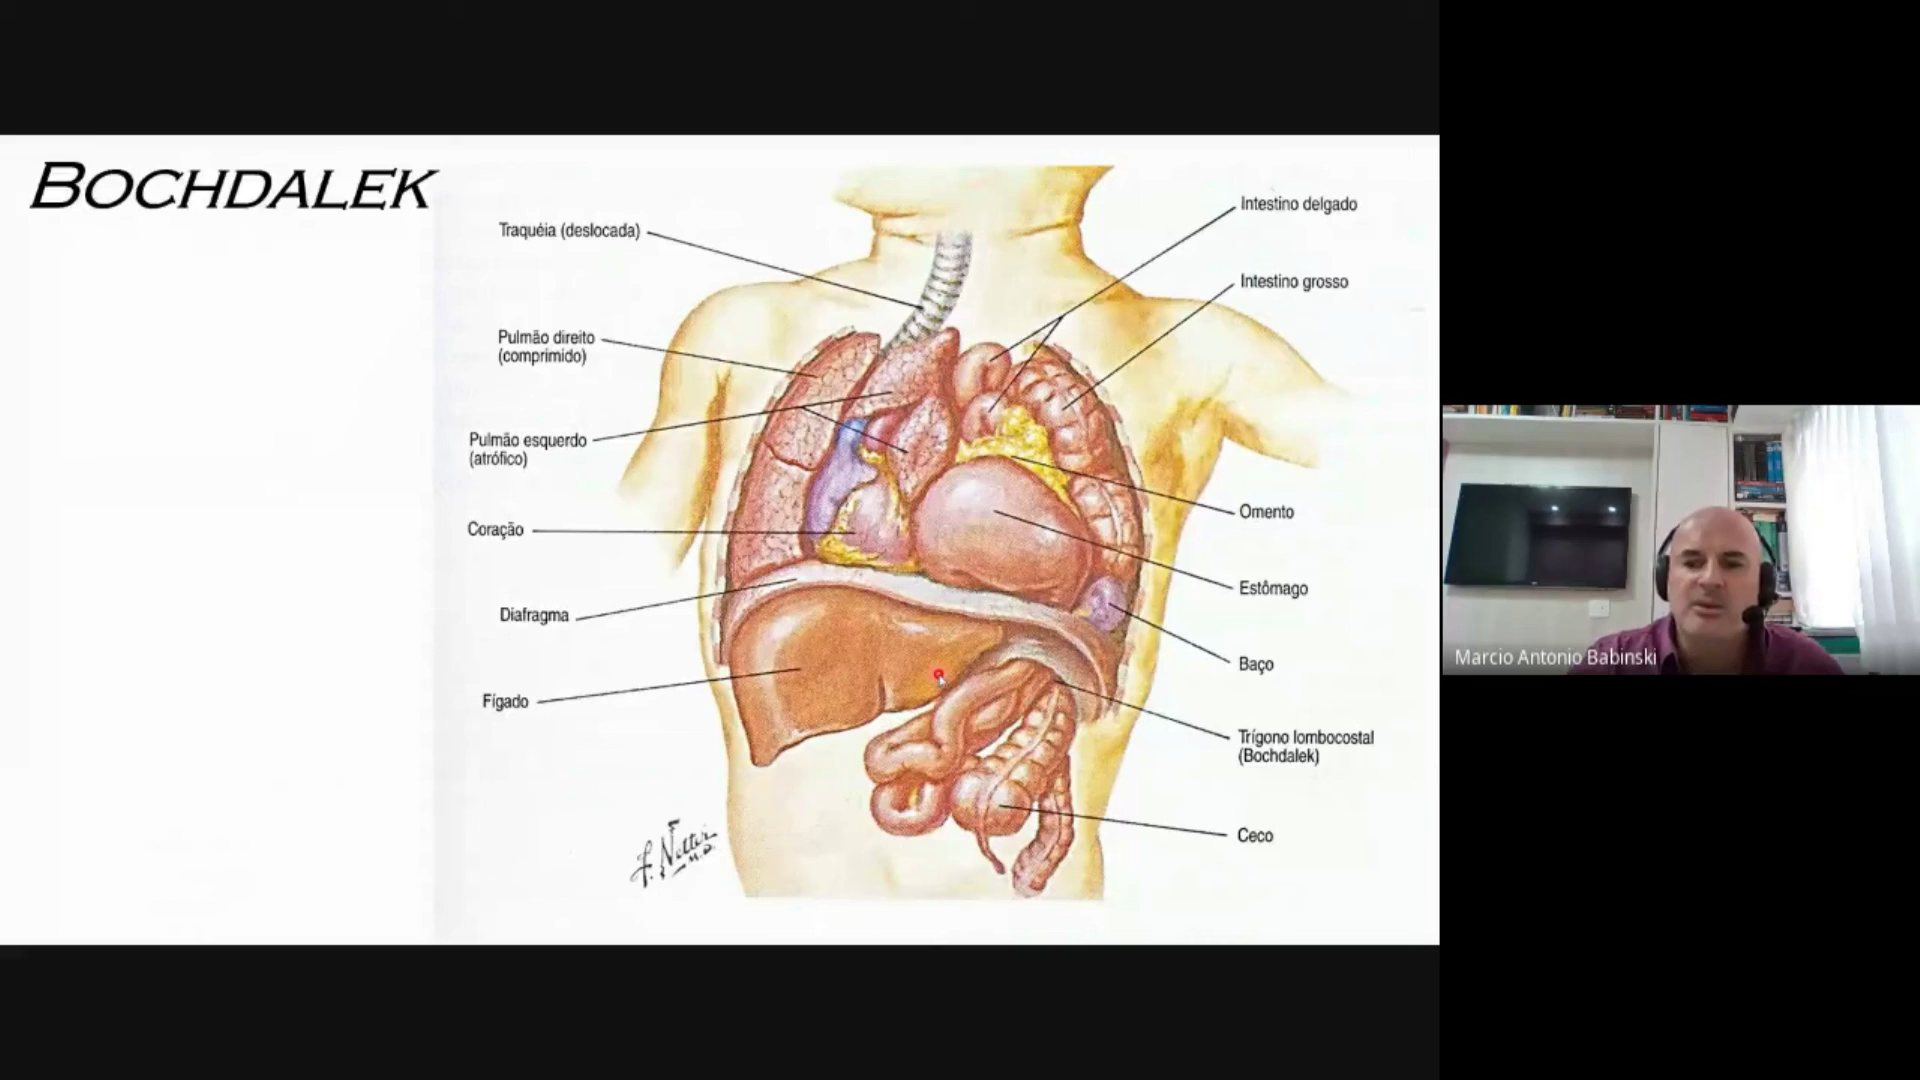 BOCHDALEK
Traquéia (deslocada)
Pulmão direito
(comprimido)
Pulmão esquerdo
(atrófico)
Coração
Diafragma
Fígado
Intestino delgado
Intestino grosso
Omento
Estômago
Baço
Trígono lombocostal
(Bochdalek)
Ceco
F. Netter
M.D.
Marcio Antonio Babinski